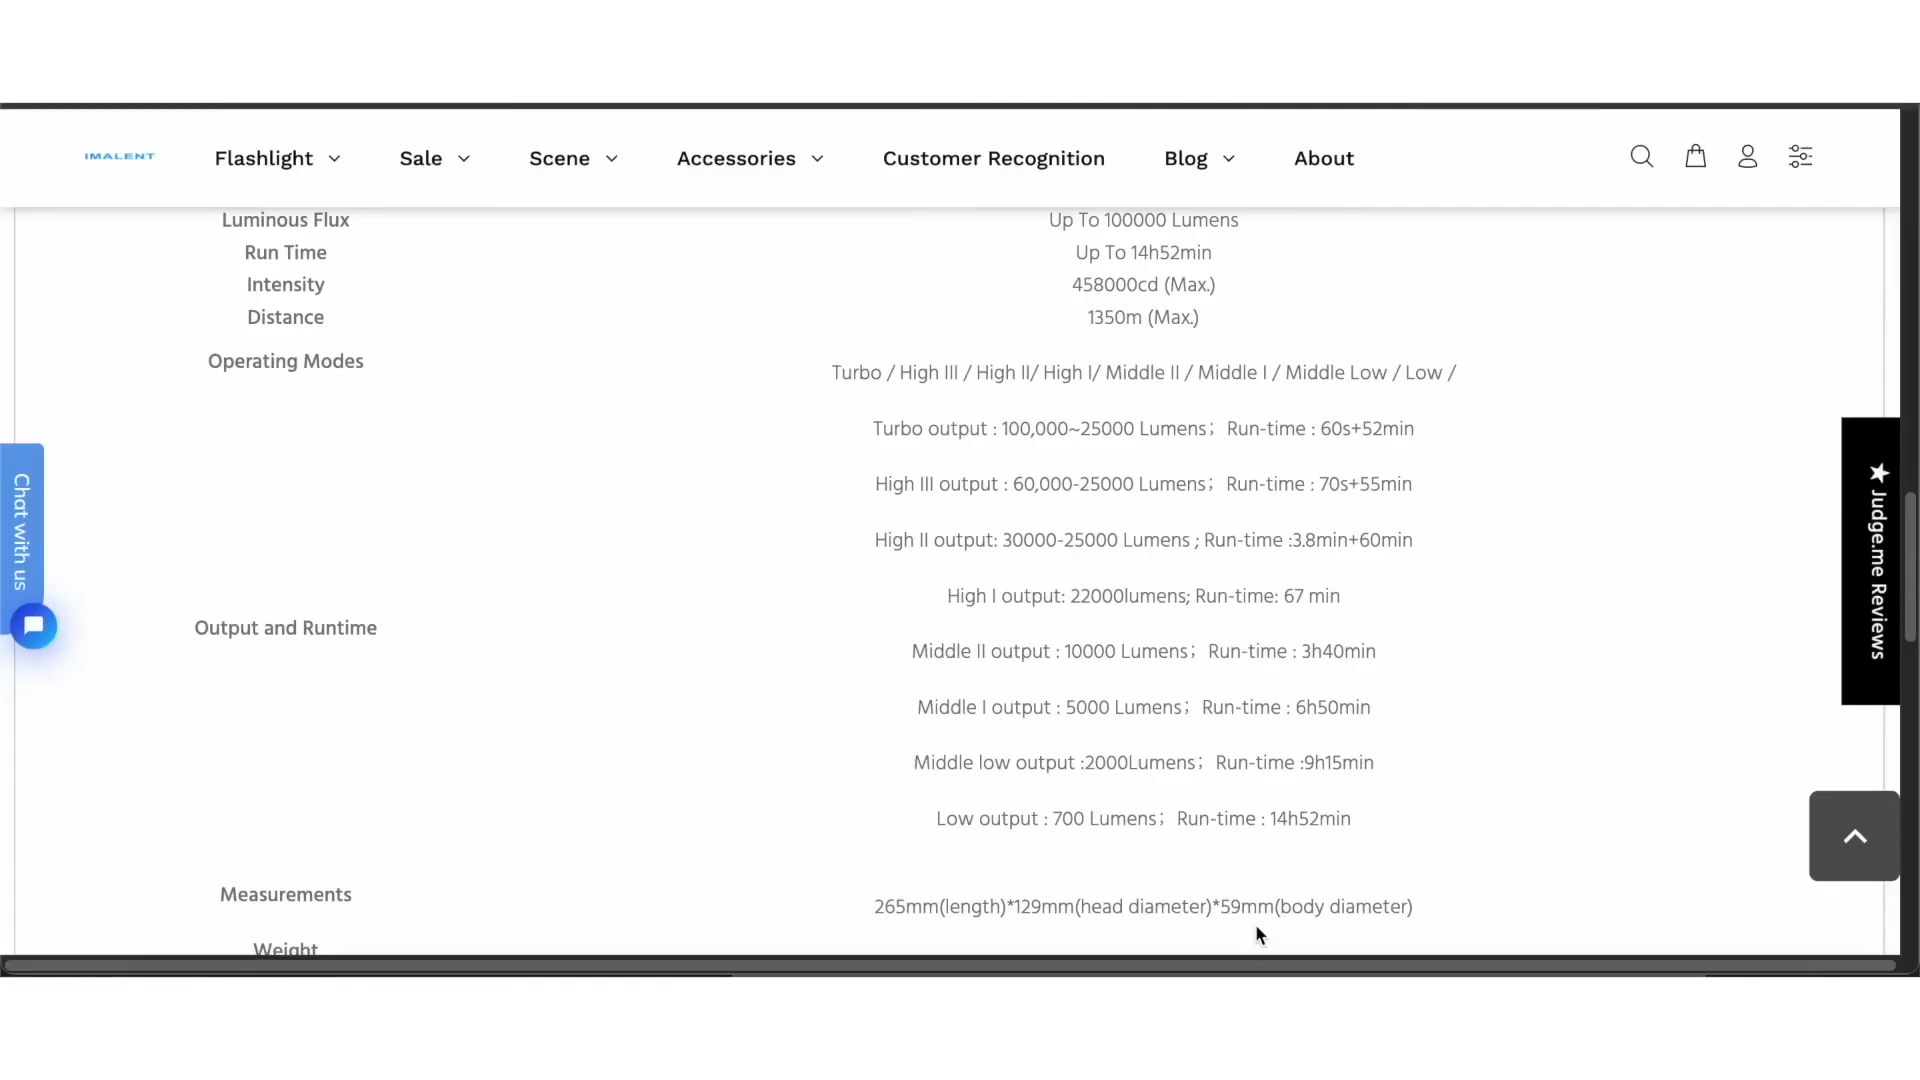 IMALENT
Flashlight
Sale
Scene
Accessories
Customer Recognition
Blog
About
Luminous Flux
Up To 100000 Lumens
Run Time
Up To 14h52min
Intensity
458000cd (Max.)
Distance
1350m (Max.)
Operating Modes
Turbo / High III / High II/ High I/ Middle II / Middle I / Middle Low / Low /
Turbo output : 100,000~25000 Lumens；Run-time : 60s+52min
High III output : 60,000-25000 Lumens；Run-time : 70s+55min
High II output: 30000-25000 Lumens ; Run-time :3.8min+60min
High I output: 22000lumens; Run-time: 67 min
Output and Runtime
Middle II output : 10000 Lumens；Run-time : 3h40min
Middle I output : 5000 Lumens；Run-time : 6h50min
Middle low output :2000Lumens；Run-time :9h15min
Low output : 700 Lumens；Run-time : 14h52min
Measurements
265mm(length)*129mm(head diameter)*59mm(body diameter)
Weight
Chat with us
★ Judge.me Reviews